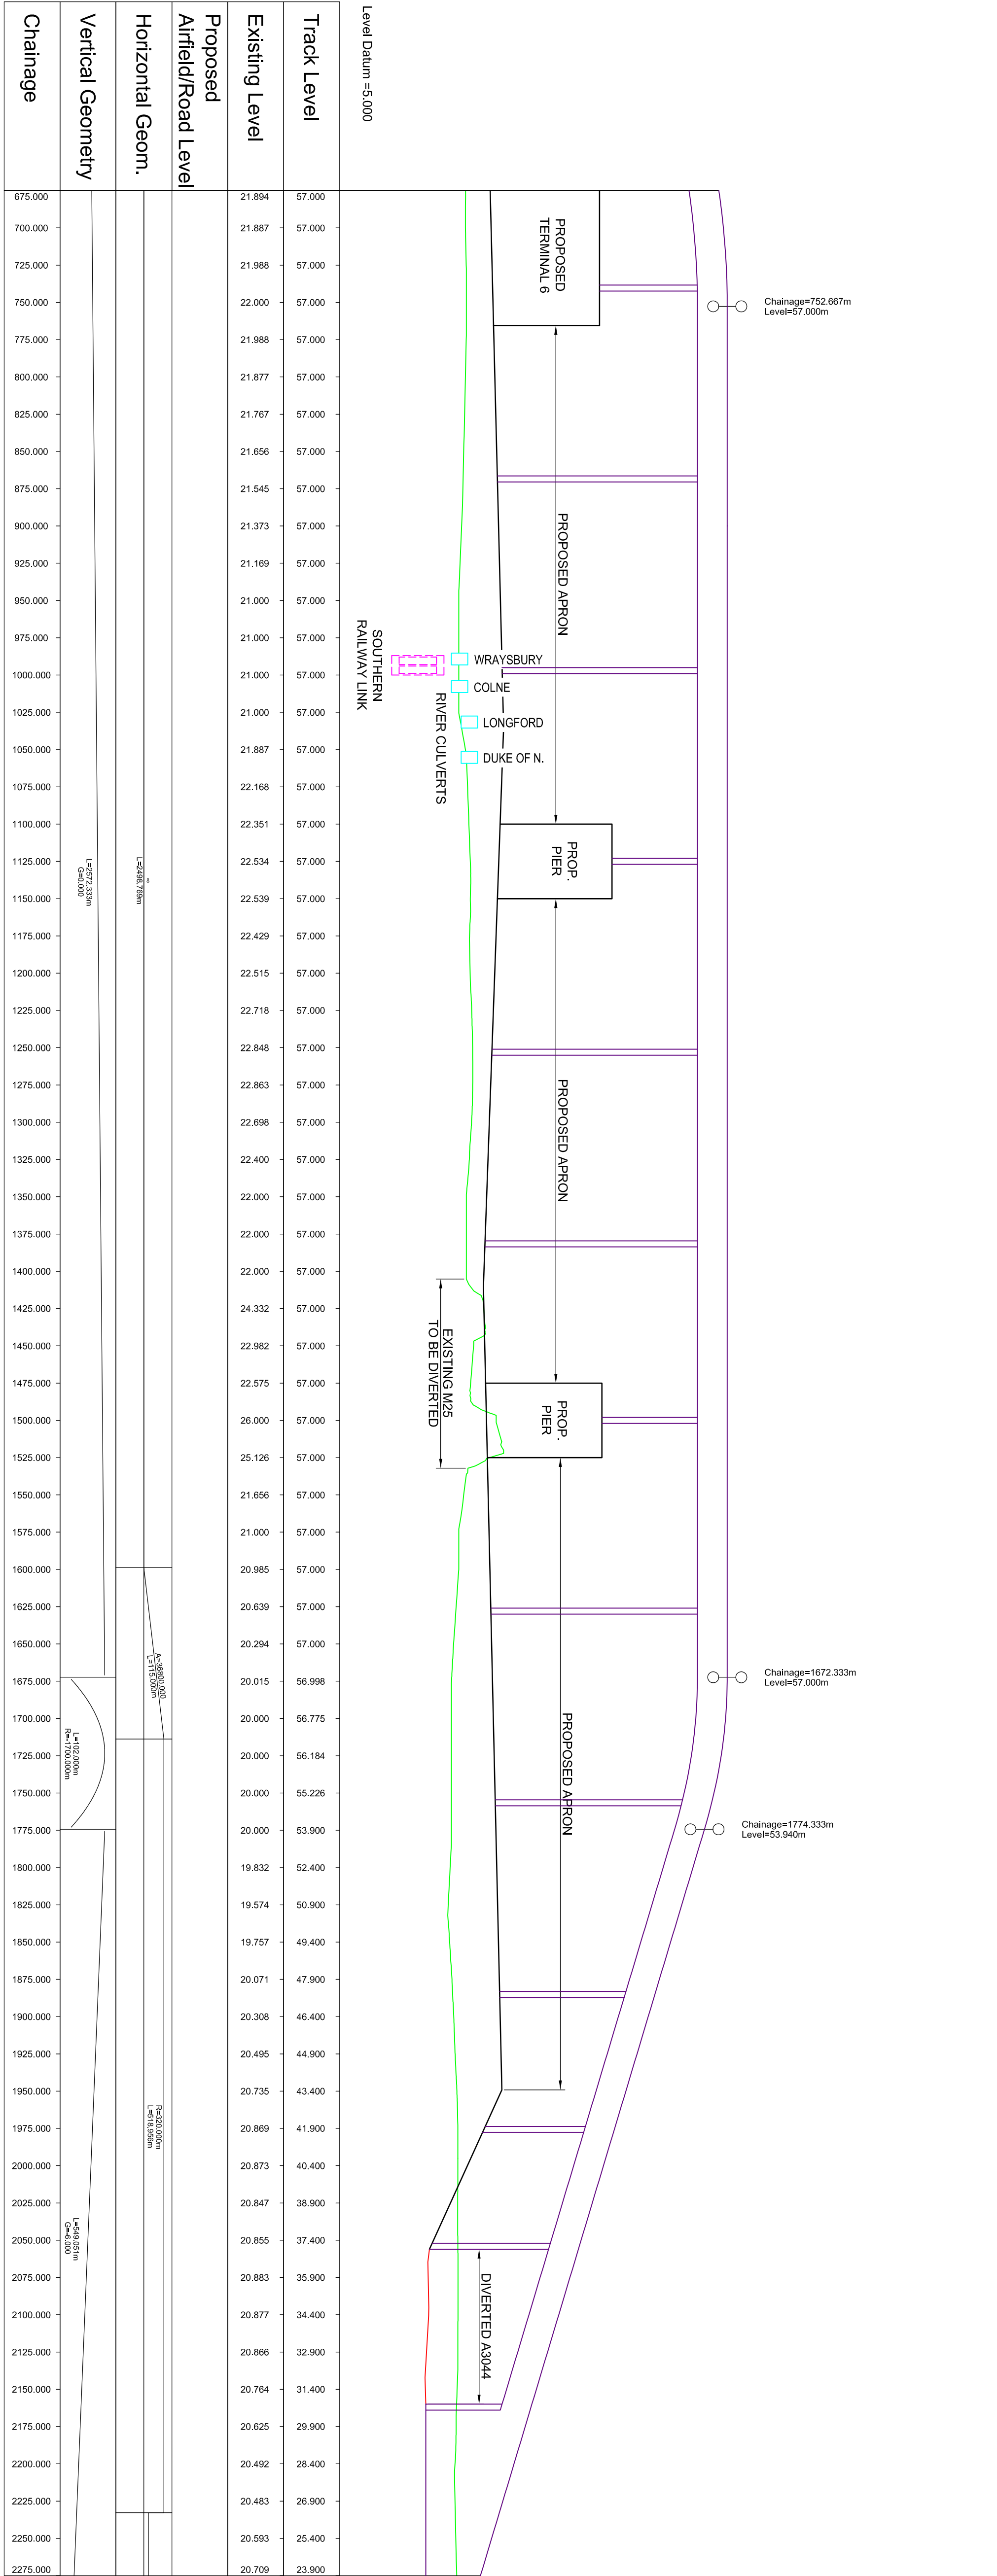 Chainage
Vertical Geometry
Horizontal Geom.
Proposed
Airfield/Road Level
Existing Level
Track Level
Level Datum =5.000
675.000 21.894 57.000
700.000 21.887 57.000
725.000 21.988 57.000
750.000 22.000 57.000
775.000 21.988 57.000
800.000 21.877 57.000
825.000 21.767 57.000
850.000 21.656 57.000
875.000 21.545 57.000
900.000 21.373 57.000
925.000 21.169 57.000
950.000 21.000 57.000
975.000 21.000 57.000
1000.000 21.000 57.000
1025.000 21.000 57.000
1050.000 21.887 57.000
1075.000 22.168 57.000
1100.000 22.351 57.000
1125.000 22.534 57.000
1150.000 22.539 57.000
1175.000 22.429 57.000
1200.000 22.515 57.000
1225.000 22.718 57.000
1250.000 22.848 57.000
1275.000 22.863 57.000
1300.000 22.698 57.000
1325.000 22.400 57.000
1350.000 22.000 57.000
1375.000 22.000 57.000
1400.000 22.000 57.000
1425.000 24.332 57.000
1450.000 22.982 57.000
1475.000 22.575 57.000
1500.000 26.000 57.000
1525.000 25.126 57.000
1550.000 21.656 57.000
1575.000 21.000 57.000
1600.000 20.985 57.000
1625.000 20.639 57.000
1650.000 20.294 57.000
1675.000 20.015 56.998
1700.000 20.000 56.775
1725.000 20.000 56.184
1750.000 20.000 55.226
1775.000 20.000 53.900
1800.000 19.832 52.400
1825.000 19.574 50.900
1850.000 19.757 49.400
1875.000 20.071 47.900
1900.000 20.308 46.400
1925.000 20.495 44.900
1950.000 20.735 43.400
1975.000 20.869 41.900
2000.000 20.873 40.400
2025.000 20.847 38.900
2050.000 20.855 37.400
2075.000 20.883 35.900
2100.000 20.877 34.400
2125.000 20.866 32.900
2150.000 20.764 31.400
2175.000 20.625 29.900
2200.000 20.492 28.400
2225.000 20.483 26.900
2250.000 20.593 25.400
2275.000 20.709 23.900
L=2572.333m
G=0.000
L=2498.769m
A=36800.000
L=115.000m
L=102.000m
R=-1700.000m
R=320.000m
L=518.956m
L=549.051m
G=-6.000
PROPOSED
TERMINAL 6
Chainage=752.667m
Level=57.000m
PROPOSED APRON
SOUTHERN
RAILWAY LINK
WRAYSBURY
COLNE
LONGFORD
DUKE OF N.
RIVER CULVERTS
PROP.
PIER
PROPOSED APRON
EXISTING M25
TO BE DIVERTED
PROP.
PIER
Chainage=1672.333m
Level=57.000m
PROPOSED APRON
Chainage=1774.333m
Level=53.940m
DIVERTED A3044